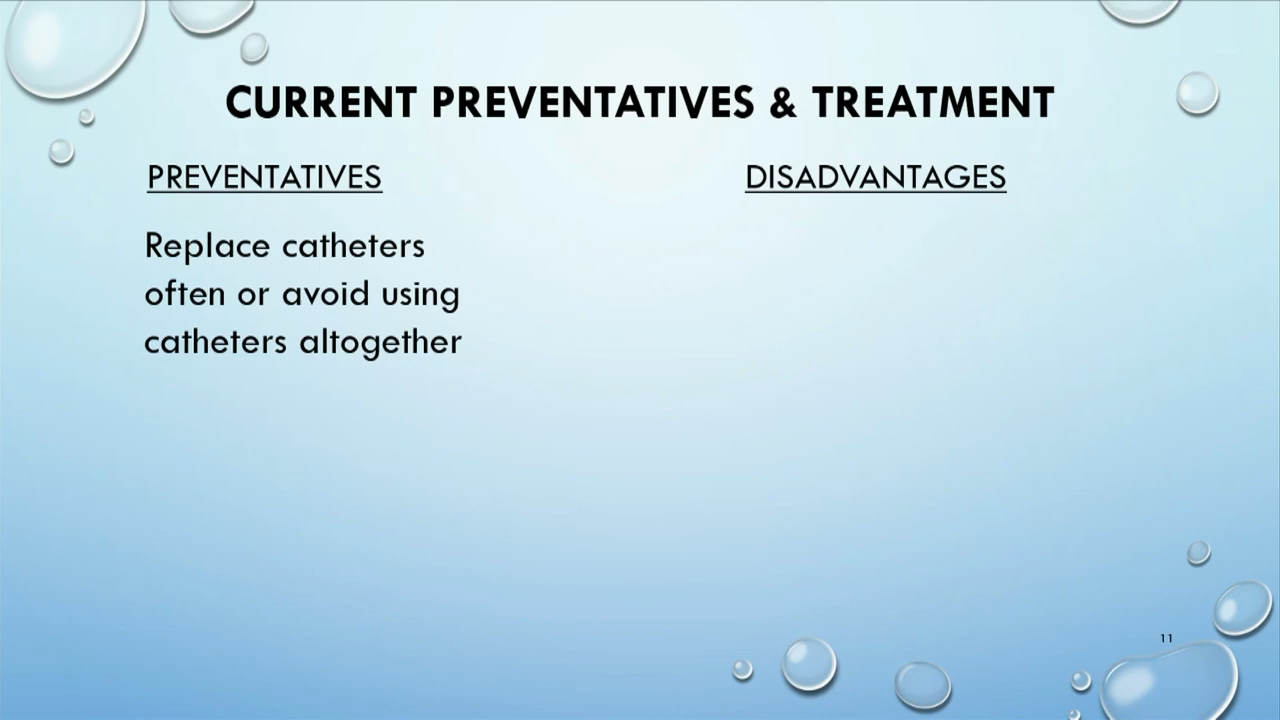 CURRENT PREVENTATIVES & TREATMENT
PREVENTATIVES
DISADVANTAGES
Replace catheters
often or avoid using
catheters altogether
11